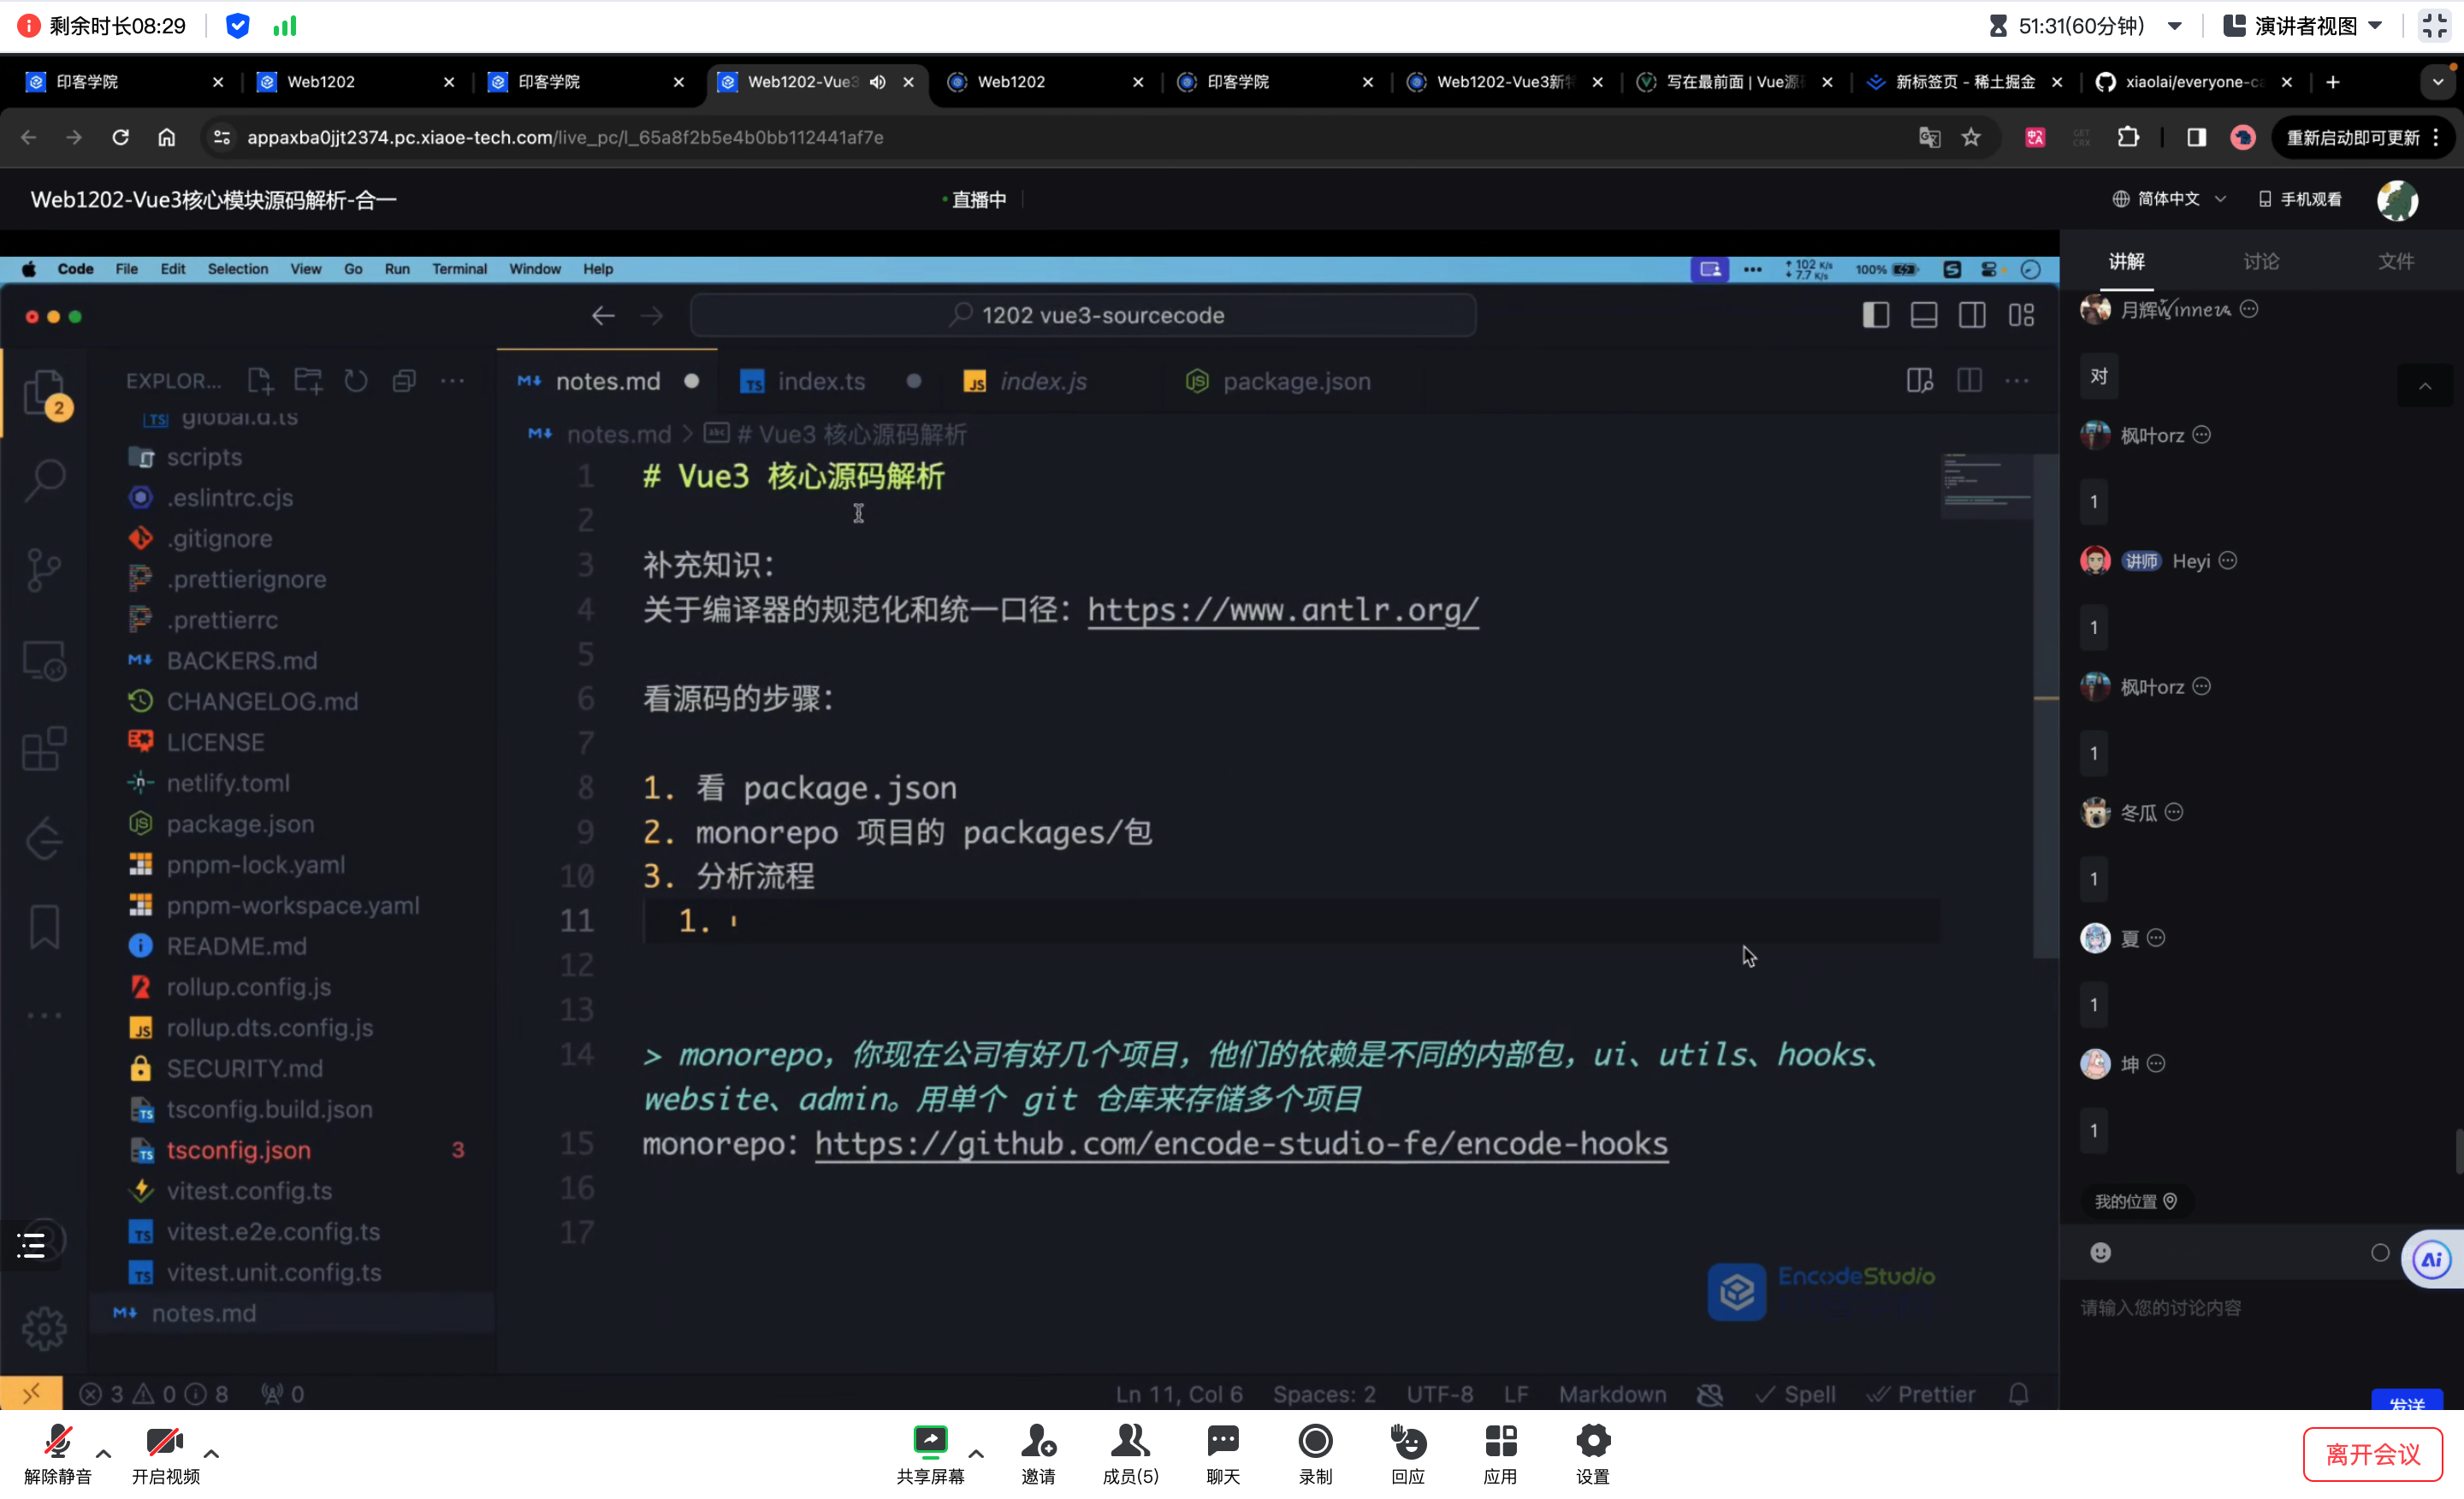 剩余时长08:29
51:31(60分钟)
演讲者视图
印客学院
Web1202
印客学院
Web1202-Vue3
Web1202
印客学院
Web1202-Vue3新特
写在最前面 | Vue源
新标签页 - 稀土掘金
xiaolai/everyone-ca
appaxba0jjt2374.pc.xiaoe-tech.com/live_pc/l_65a8f2b5e4b0bb112441af7e
重新启动即可更新
Web1202-Vue3核心模块源码解析-合一
直播中
简体中文
手机观看
Code File Edit Selection View Go Run Terminal Window Help
102 K/s
7.7 K/s
100%
1202 vue3-sourcecode
EXPLOR...
notes.md
index.ts
index.js
package.json
notes.md > # Vue3 核心源码解析
2
global.d.ts
scripts
.eslintrc.cjs
.gitignore
.prettierignore
.prettierrc
BACKERS.md
CHANGELOG.md
LICENSE
netlify.toml
package.json
pnpm-lock.yaml
pnpm-workspace.yaml
README.md
rollup.config.js
rollup.dts.config.js
SECURITY.md
tsconfig.build.json
tsconfig.json 3
vitest.config.ts
vitest.e2e.config.ts
vitest.unit.config.ts
notes.md
1 # Vue3 核心源码解析
2
3 补充知识：
4 关于编译器的规范化和统一口径：https://www.antlr.org/
5
6 看源码的步骤：
7
8 1. 看 package.json
9 2. monorepo 项目的 packages/包
10 3. 分析流程
11 1.
12
13
14 > monorepo，你现在公司有好几个项目，他们的依赖是不同的内部包，ui、utils、hooks、
website、admin。用单个 git 仓库来存储多个项目
15 monorepo：https://github.com/encode-studio-fe/encode-hooks
16
17
EncodeStudio
3 0 8 0
Ln 11, Col 6 Spaces: 2 UTF-8 LF Markdown Spell Prettier
讲解
讨论
文件
月辉Winner
对
枫叶orz
1
讲师 Heyi
1
枫叶orz
1
冬瓜
1
夏
1
坤
1
我的位置
Ai
请输入您的讨论内容
发送
解除静音
开启视频
共享屏幕
邀请
成员(5)
聊天
录制
回应
应用
设置
离开会议